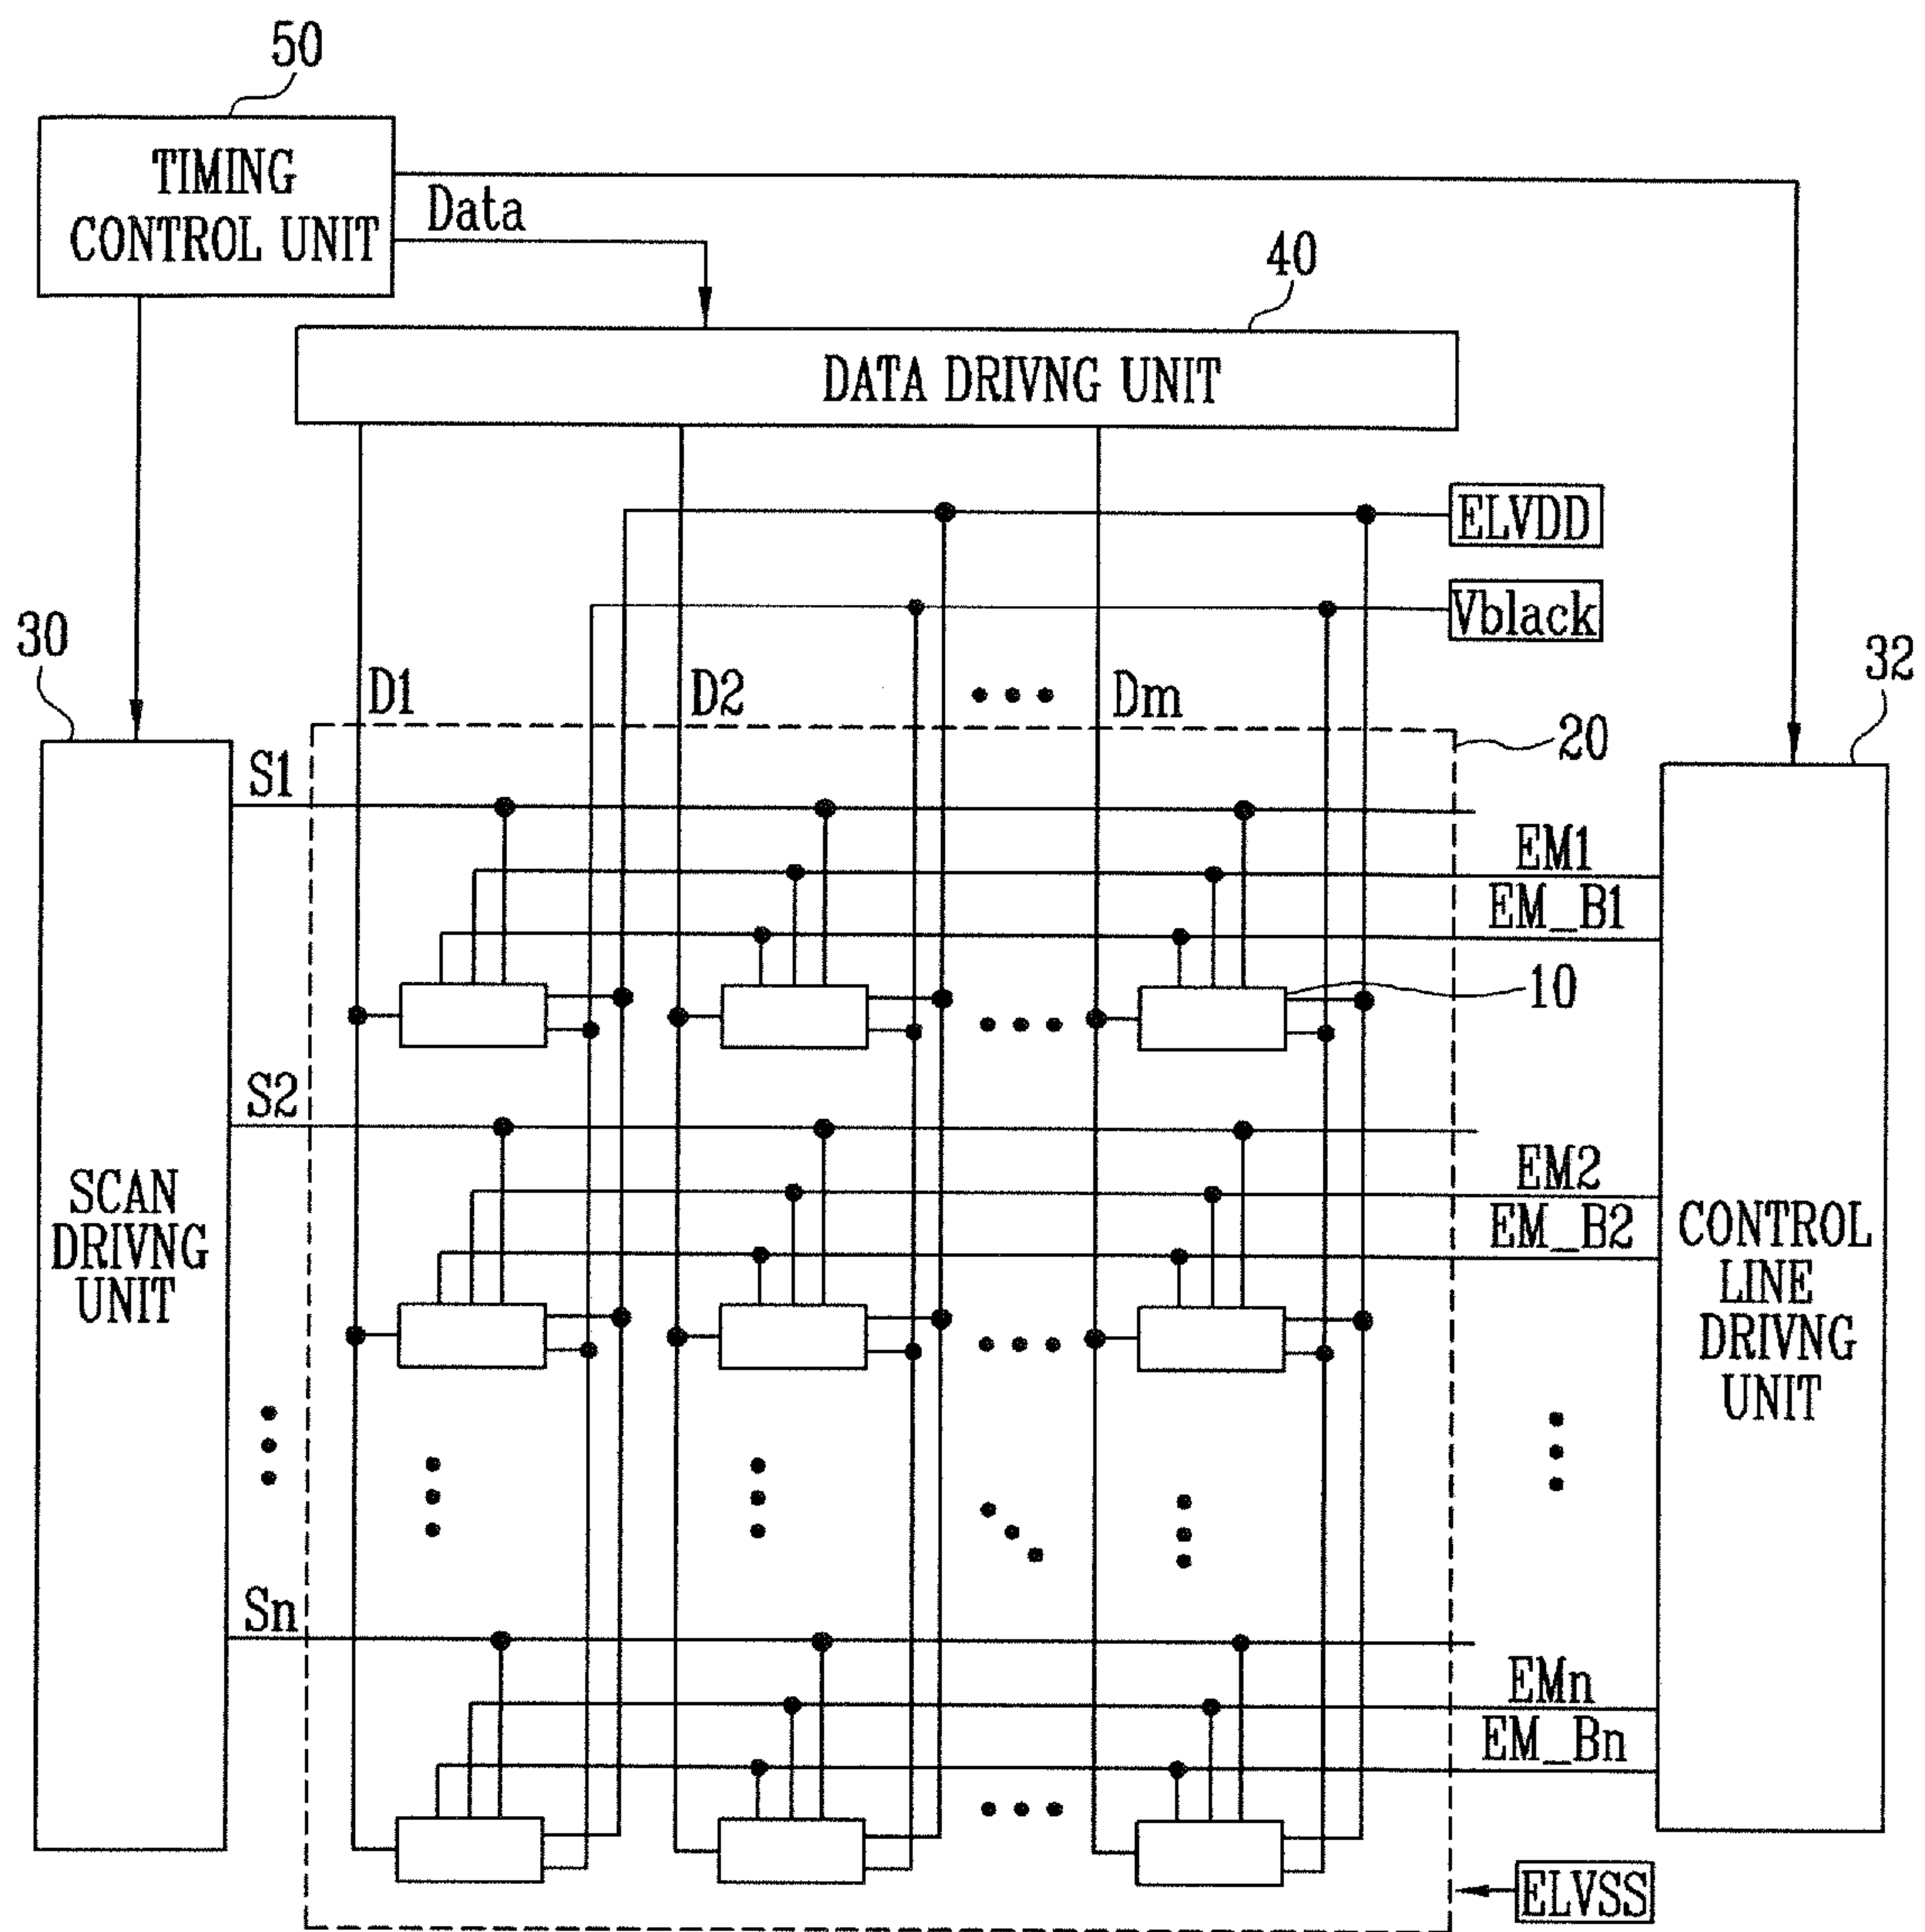 50
TIMING
CONTROL UNIT
Data
40
DATA DRIVNG UNIT
ELVDD
Vblack
30
32
D1
D2
Dm
20
S1
EM1
EM_B1
10
S2
EM2
EM_B2
SCAN
DRIVNG
UNIT
CONTROL
LINE
DRIVNG
UNIT
Sn
EMn
EM_Bn
ELVSS